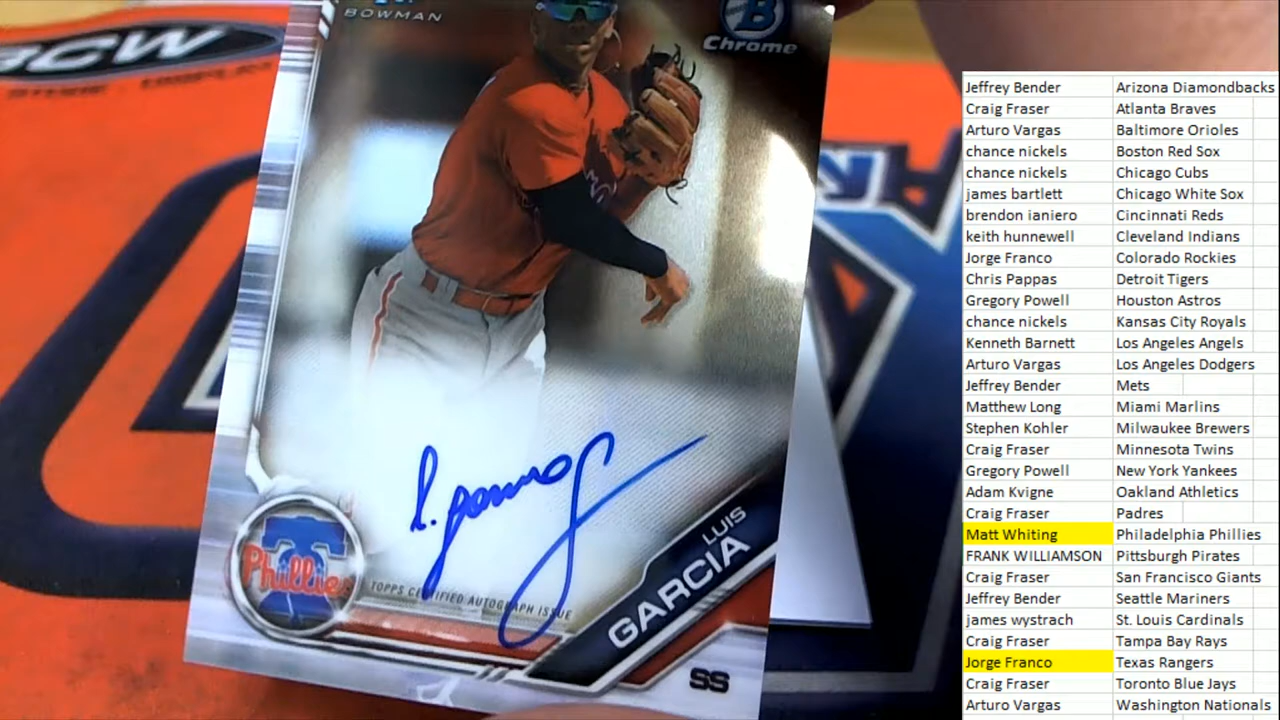 BCW
BOWMAN
B
Chrome
l. garcia
Phillies
TOPPS CERTIFIED AUTOGRAPH ISSUE
LUIS
GARCIA
SS
Jeffrey Bender Arizona Diamondbacks
Craig Fraser Atlanta Braves
Arturo Vargas Baltimore Orioles
chance nickels Boston Red Sox
chance nickels Chicago Cubs
james bartlett Chicago White Sox
brendon ianiero Cincinnati Reds
keith hunnewell Cleveland Indians
Jorge Franco Colorado Rockies
Chris Pappas Detroit Tigers
Gregory Powell Houston Astros
chance nickels Kansas City Royals
Kenneth Barnett Los Angeles Angels
Arturo Vargas Los Angeles Dodgers
Jeffrey Bender Mets
Matthew Long Miami Marlins
Stephen Kohler Milwaukee Brewers
Craig Fraser Minnesota Twins
Gregory Powell New York Yankees
Adam Kvigne Oakland Athletics
Craig Fraser Padres
Matt Whiting Philadelphia Phillies
FRANK WILLIAMSON Pittsburgh Pirates
Craig Fraser San Francisco Giants
Jeffrey Bender Seattle Mariners
james wystrach St. Louis Cardinals
Craig Fraser Tampa Bay Rays
Jorge Franco Texas Rangers
Craig Fraser Toronto Blue Jays
Arturo Vargas Washington Nationals